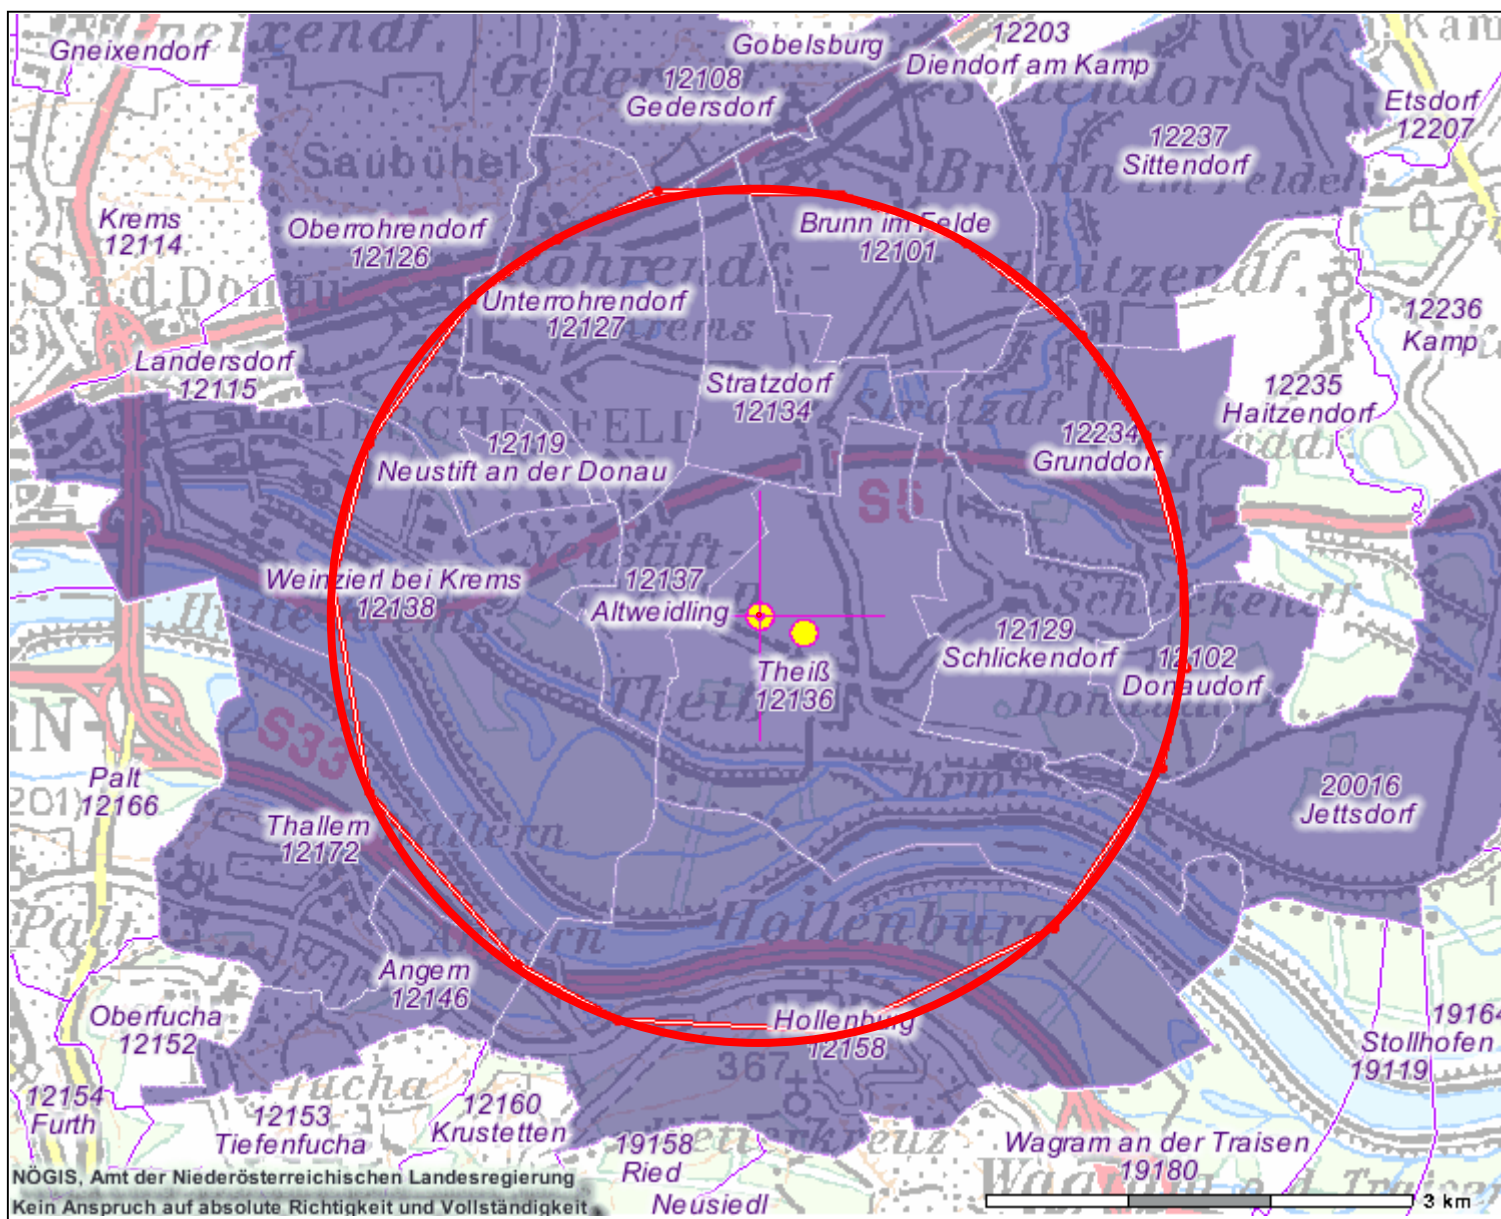 Gneixendorf
Gobelsburg
12203
Diendorf am Kamp
12108
Gedersdorf
Etsdorf
12207
12237
Sittendorf
Saubühel
Krems
12114
Oberrohrendorf
12126
Brunn im Felde
12101
Unterrohrendorf
12127
12236
Kamp
Landersdorf
12115
Stratzdorf
12134
12235
Haitzendorf
12119
Neustift an der Donau
12234
Grunddorf
S5
Weinzierl bei Krems
12138
12137
Altweidling
12129
Schlickendorf
Theiß
12136
12102
Donaudorf
S33
Palt
12166
20016
Jettsdorf
Thallern
12172
Hollenburg
Angern
12146
Oberfucha
12152
Hollenburg
12158
19164
Stollhofen
19119
367
12154
Furth
12153
Tiefenfucha
12160
Krustetten
19158
Ried
Wagram an der Traisen
19180
Neusiedl
NÖGIS, Amt der Niederösterreichischen Landesregierung
Kein Anspruch auf absolute Richtigkeit und Vollständigkeit
3 km